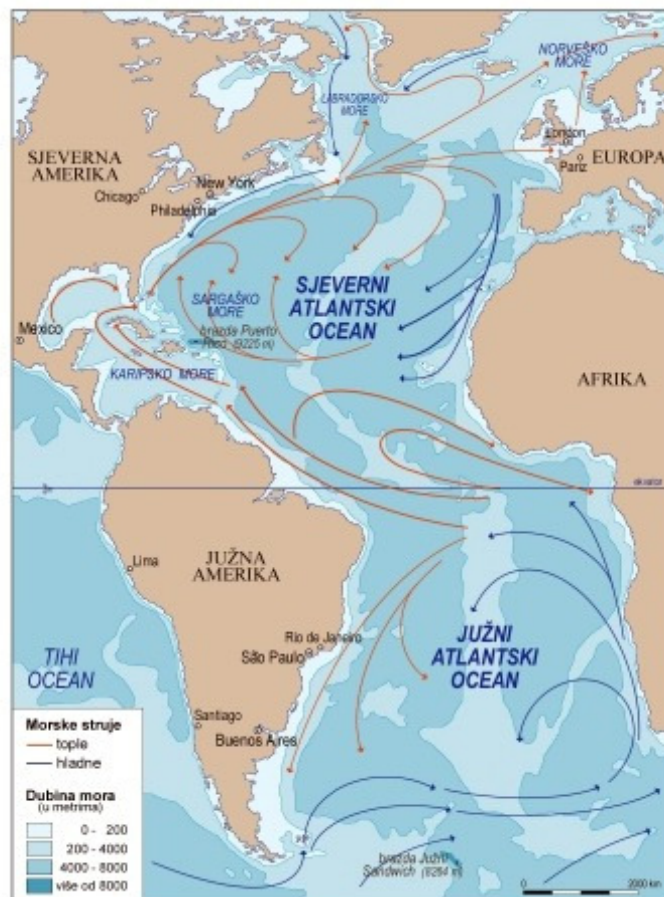 NORVEŠKO
MORE
LABRADORSKO
MORE
London
Pariz
EUROPA
SJEVERNA
AMERIKA
Chicago
New York
Philadelphia
SJEVERNI
ATLANTSKI
OCEAN
SARGAŠKO
MORE
brazda Puerto
(9225 m)
Mexico
KARIPSKO MORE
AFRIKA
ekvator
Lima
JUŽNA
AMERIKA
Rio de Janeiro
São Paulo
JUŽNI
ATLANTSKI
OCEAN
TIHI
OCEAN
Santiago
Buenos Aires
Morske struje
tople
hladne
Dubina mora
(u metrima)
0 - 200
200 - 4000
4000 - 8000
više od 8000
brazda Južni
Sandwich (8264 m)
0 2000 km